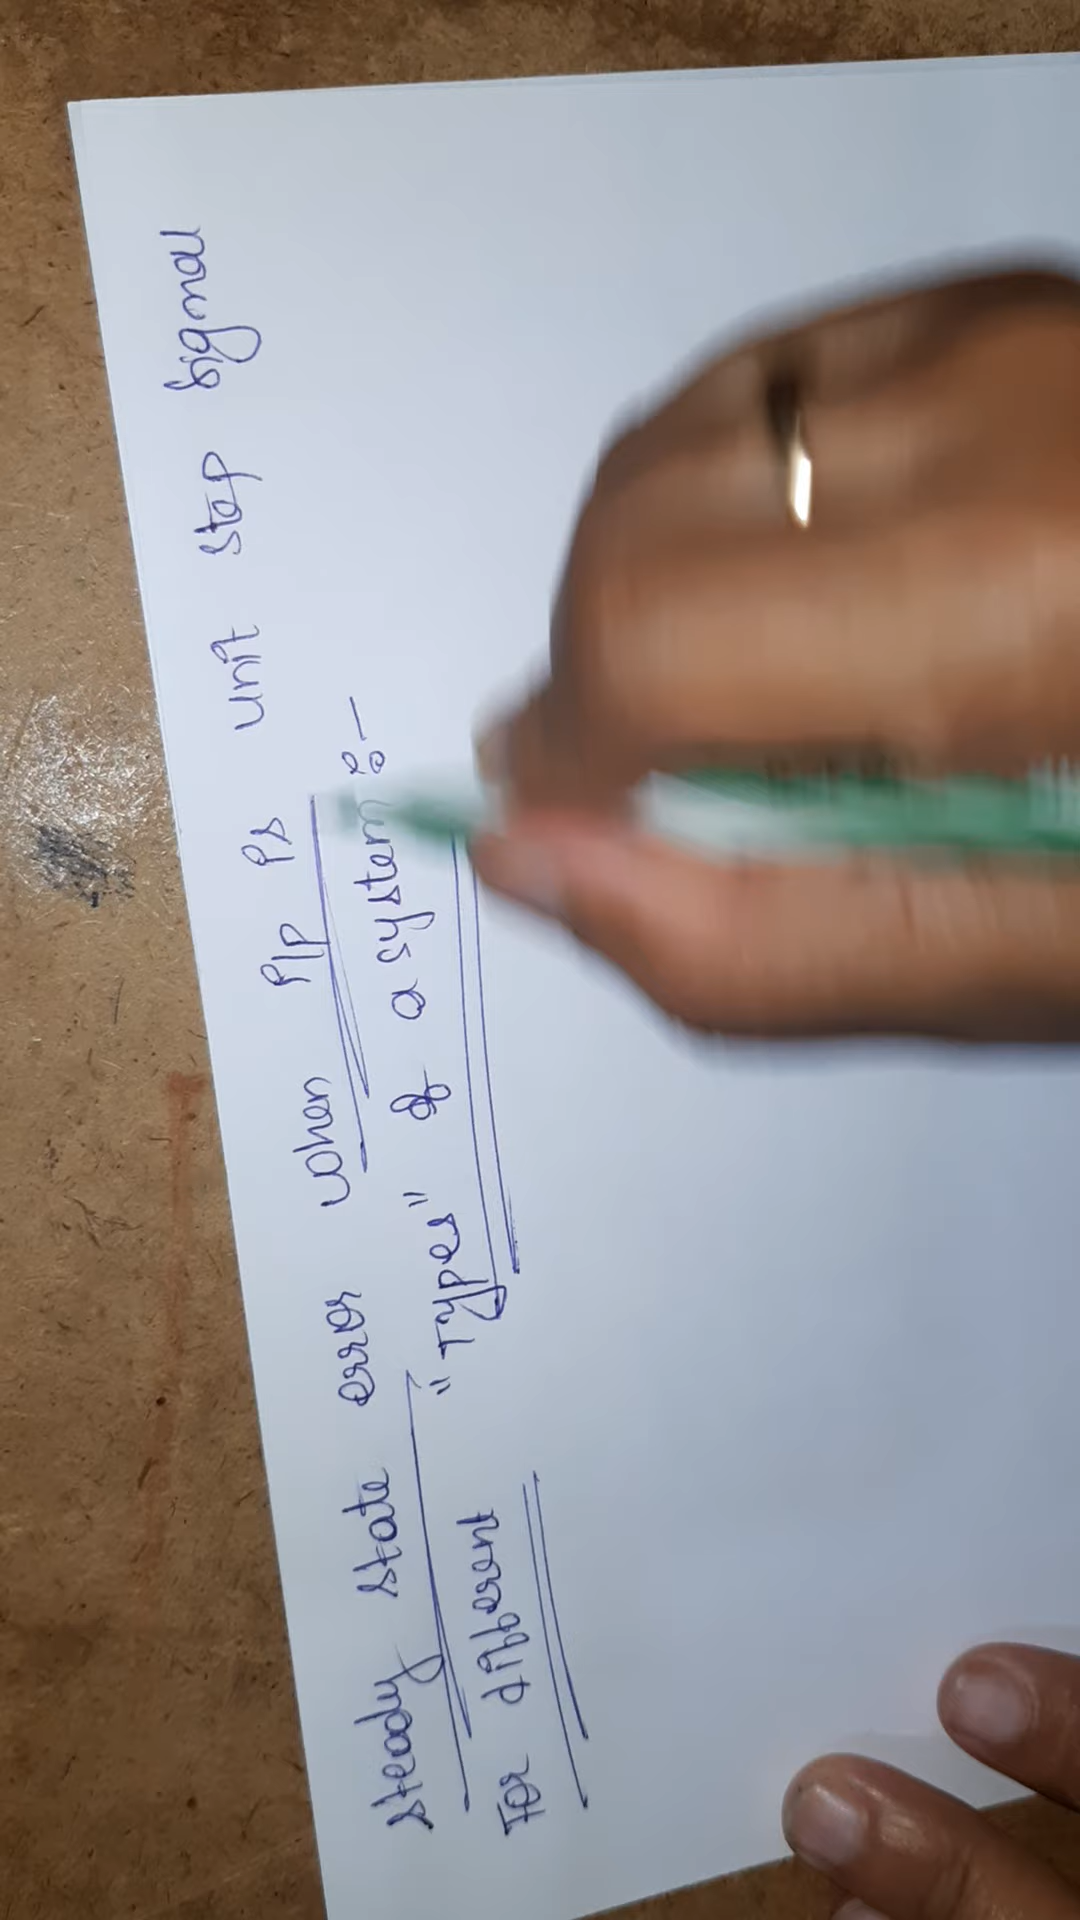 Steady state error when i/p is unit step signal
For different "Types" of a system :-